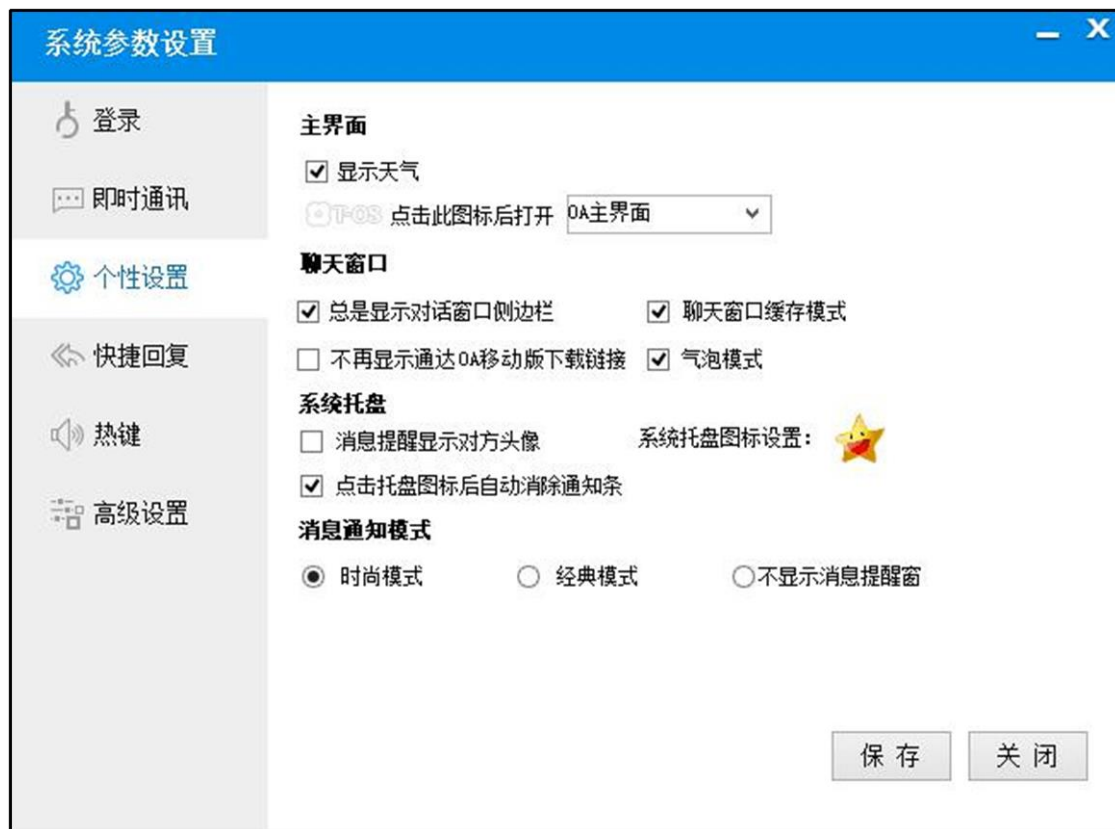 系统参数设置
登录
即时通讯
个性设置
快捷回复
热键
高级设置
主界面
显示天气
T-OS 点击此图标后打开 OA主界面
聊天窗口
总是显示对话窗口侧边栏 聊天窗口缓存模式
不再显示通达OA移动版下载链接 气泡模式
系统托盘
消息提醒显示对方头像 系统托盘图标设置：
点击托盘图标后自动消除通知条
消息通知模式
时尚模式 经典模式 不显示消息提醒窗
保存 关闭